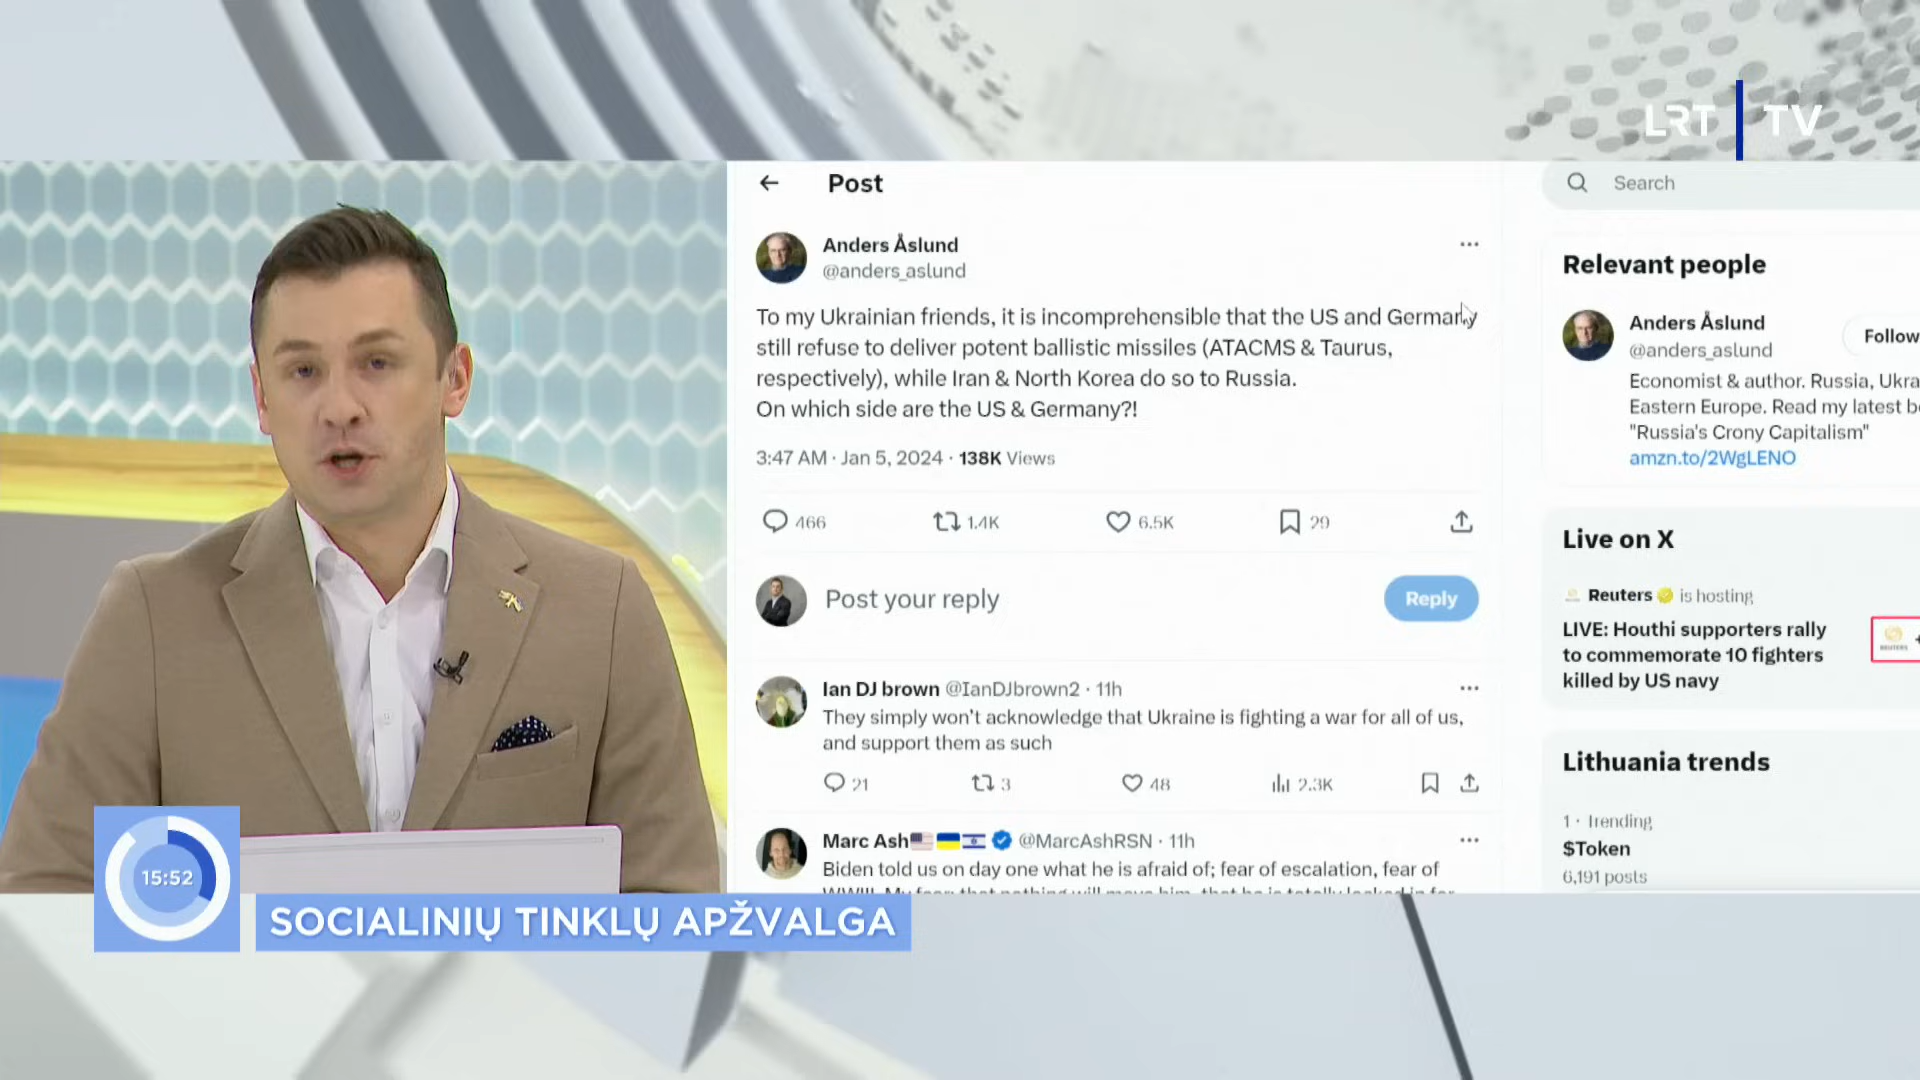 LRT TV
Post
Search
Anders Åslund
@anders_aslund
To my Ukrainian friends, it is incomprehensible that the US and Germany
still refuse to deliver potent ballistic missiles (ATACMS & Taurus,
respectively), while Iran & North Korea do so to Russia.
On which side are the US & Germany?!
3:47 AM · Jan 5, 2024 · 138K Views
466 1.4K 6.5K 29
Post your reply
Reply
Ian DJ brown @IanDJbrown2 · 11h
They simply won't acknowledge that Ukraine is fighting a war for all of us,
and support them as such
21 3 48 2.3K
Marc Ash @MarcAshRSN · 11h
Biden told us on day one what he is afraid of; fear of escalation, fear of
Relevant people
Anders Åslund
@anders_aslund
Follow
Economist & author. Russia, Ukra
Eastern Europe. Read my latest b
"Russia's Crony Capitalism"
amzn.to/2WgLENO
Live on X
Reuters is hosting
LIVE: Houthi supporters rally
to commemorate 10 fighters
killed by US navy
REUTERS
Lithuania trends
1 · Trending
$Token
6,191 posts
15:52
SOCIALINIŲ TINKLŲ APŽVALGA